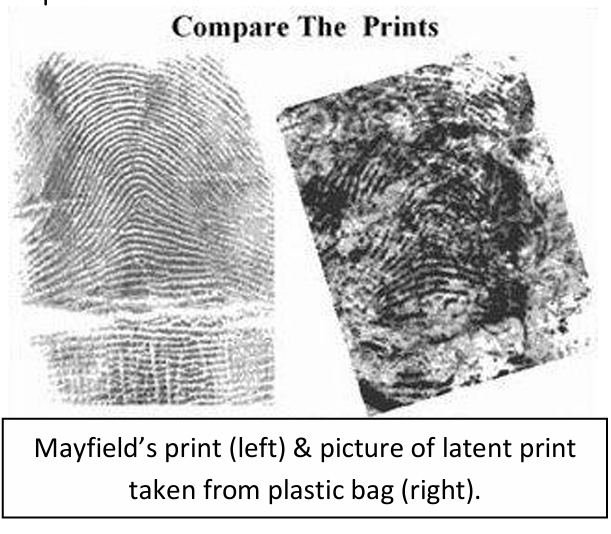 Compare The Prints
Mayfield’s print (left) & picture of latent print
taken from plastic bag (right).